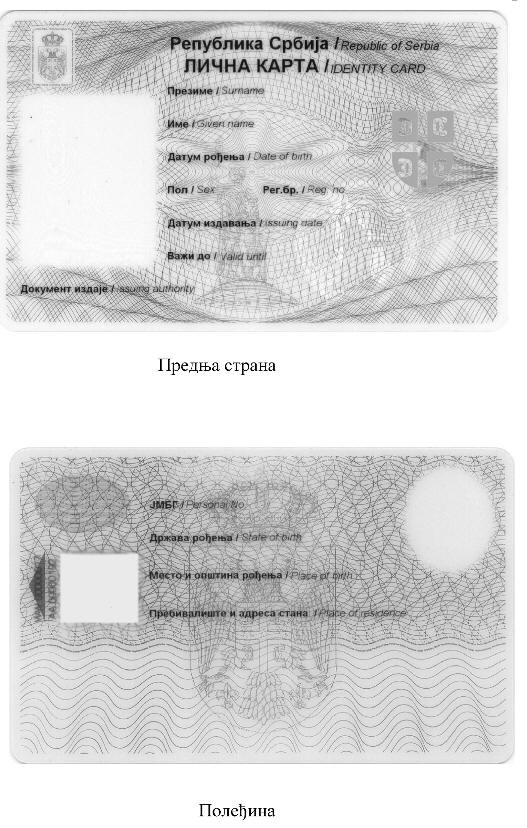 Република Србија / Republic of Serbia
ЛИЧНА КАРТА / IDENTITY CARD
Презиме / Surname
Име / Given name
Датум рођења / Date of birth
Пол / Sex Рег.бр. / Reg. no
Датум издавања / Issuing date
Важи до / Valid until
Документ издаје / Issuing authority
Предња страна
ЈМБГ / Personal No
Држава рођења / State of birth
Место и општина рођења / Place of birth
Пребивалиште и адреса стана / Place of residence
Полеђина